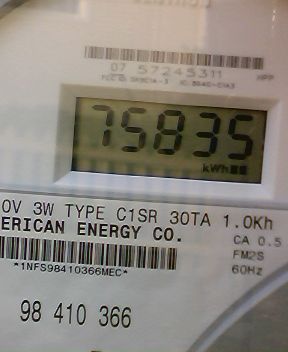 07 57245311
HPP
75835
kWh
0V 3W TYPE C1SR 30TA 1.0Kh
ERICAN ENERGY CO.
CA 0.5
FM2S
60Hz
*1NFS98410366MEC*
98 410 366